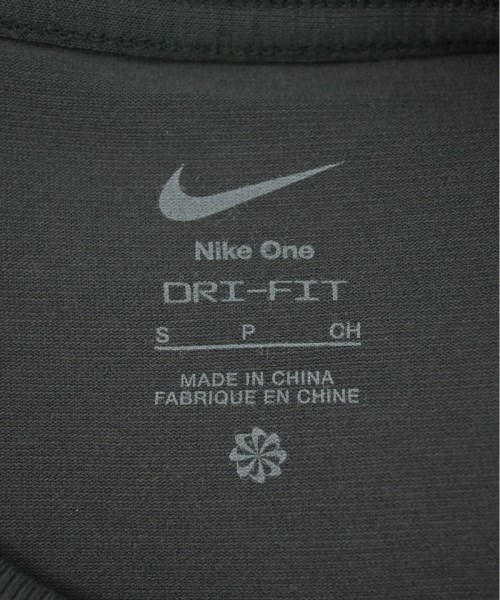 Nike One
DRI-FIT
S P CH
MADE IN CHINA
FABRIQUE EN CHINE